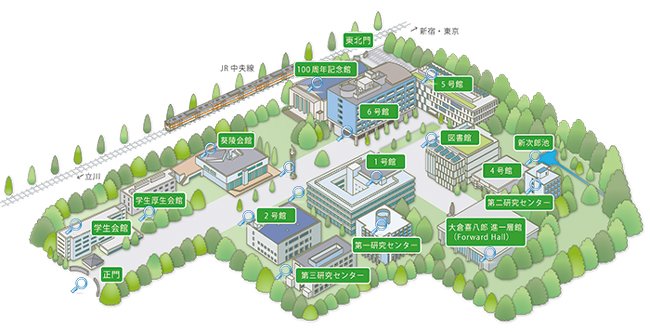 新宿・東京
東北門
JR中央線
100周年記念館
5号館
6号館
葵陵会館
図書館
新次郎池
1号館
4号館
立川
学生厚生会館
第二研究センター
2号館
学生会館
第一研究センター
大倉喜八郎 進一層館
(Forward Hall)
正門
第三研究センター